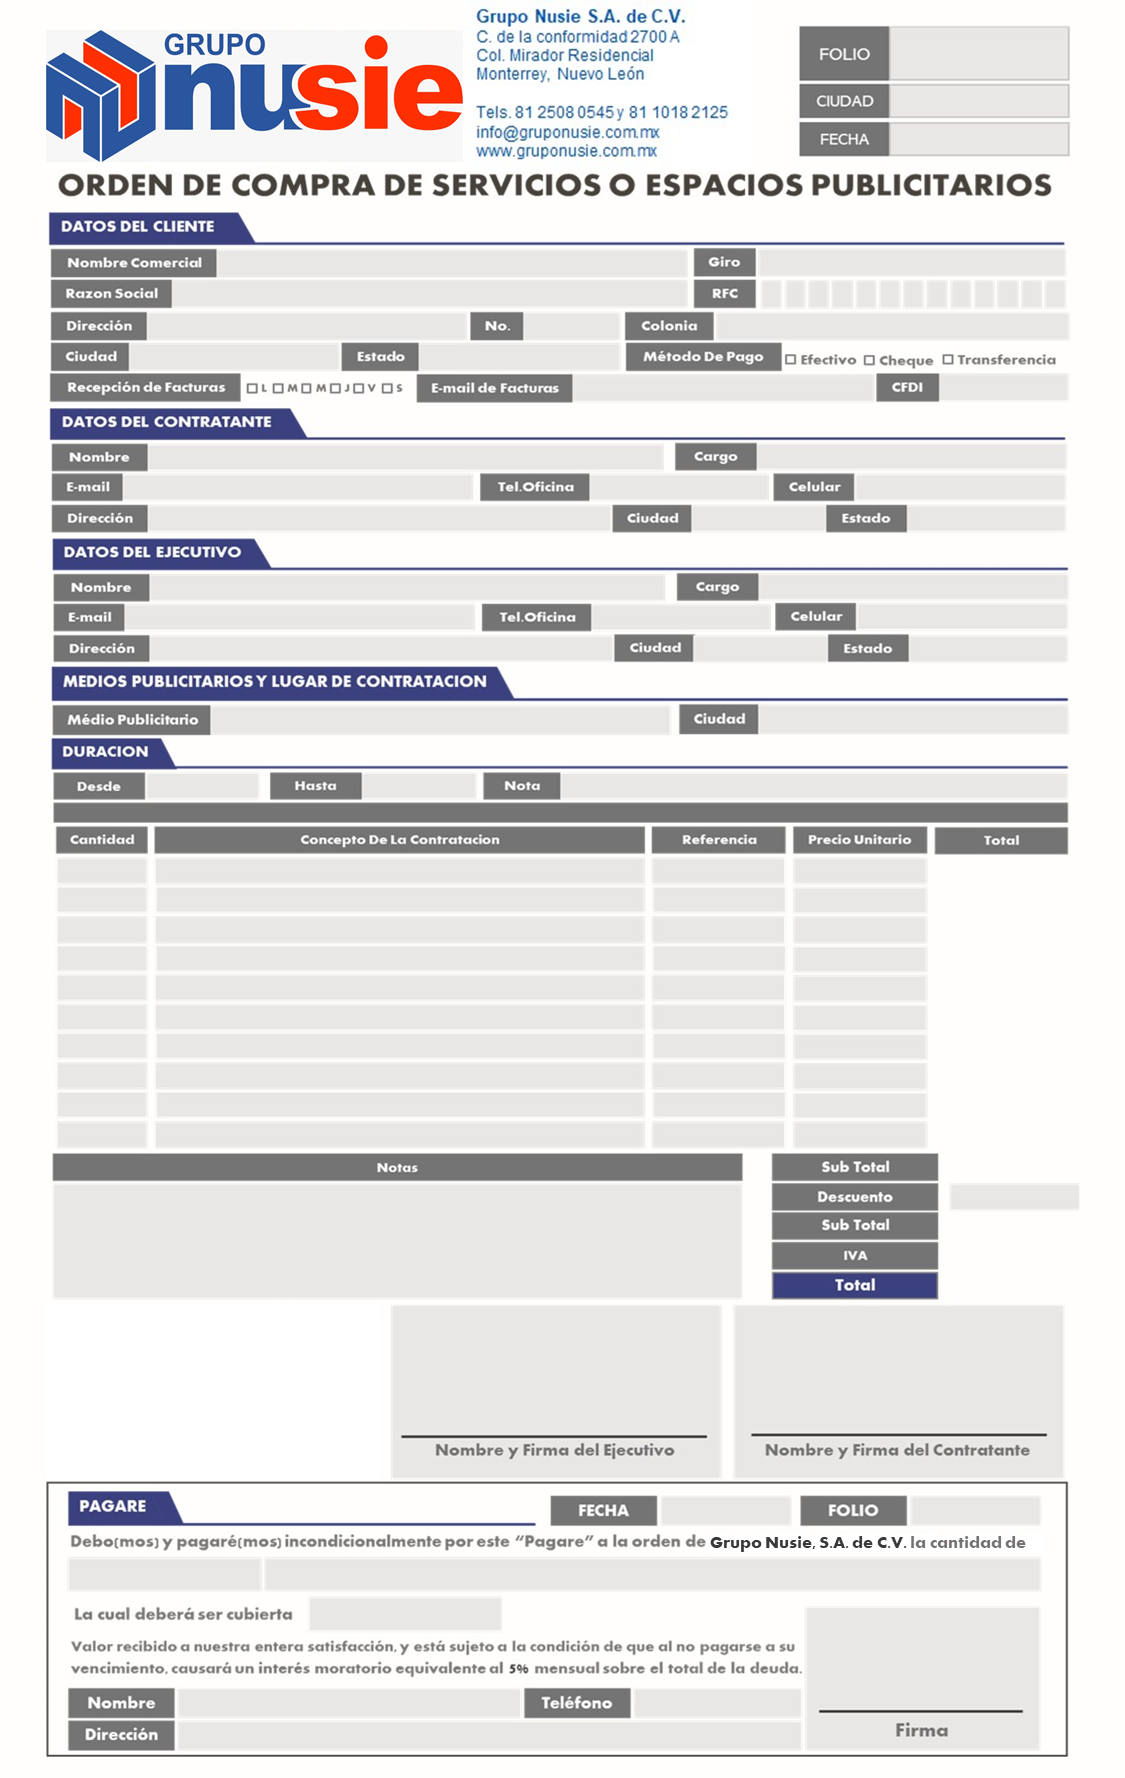 GRUPO
nusie
Grupo Nusie S.A. de C.V.
C. de la conformidad 2700 A
Col. Mirador Residencial
Monterrey, Nuevo León
Tels. 81 2508 0545 y 81 1018 2125
info@gruponusie.com.mx
www.gruponusie.com.mx
FOLIO
CIUDAD
FECHA
ORDEN DE COMPRA DE SERVICIOS O ESPACIOS PUBLICITARIOS
DATOS DEL CLIENTE
Nombre Comercial Giro
Razon Social RFC
Dirección No. Colonia
Ciudad Estado Método De Pago Efectivo Cheque Transferencia
Recepción de Facturas L M M J V S E-mail de Facturas CFDI
DATOS DEL CONTRATANTE
Nombre Cargo
E-mail Tel.Oficina Celular
Dirección Ciudad Estado
DATOS DEL EJECUTIVO
Nombre Cargo
E-mail Tel.Oficina Celular
Dirección Ciudad Estado
MEDIOS PUBLICITARIOS Y LUGAR DE CONTRATACION
Médio Publicitario Ciudad
DURACION
Desde Hasta Nota
Cantidad Concepto De La Contratacion Referencia Precio Unitario Total
Notas Sub Total
Descuento
Sub Total
IVA
Total
Nombre y Firma del Ejecutivo Nombre y Firma del Contratante
PAGARE FECHA FOLIO
Debo(mos) y pagaré(mos) incondicionalmente por este “Pagare” a la orden de Grupo Nusie, S.A. de C.V. la cantidad de
La cual deberá ser cubierta
Valor recibido a nuestra entera satisfacción, y está sujeto a la condición de que al no pagarse a su
vencimiento, causará un interés moratorio equivalente al 5% mensual sobre el total de la deuda.
Nombre Teléfono
Dirección Firma